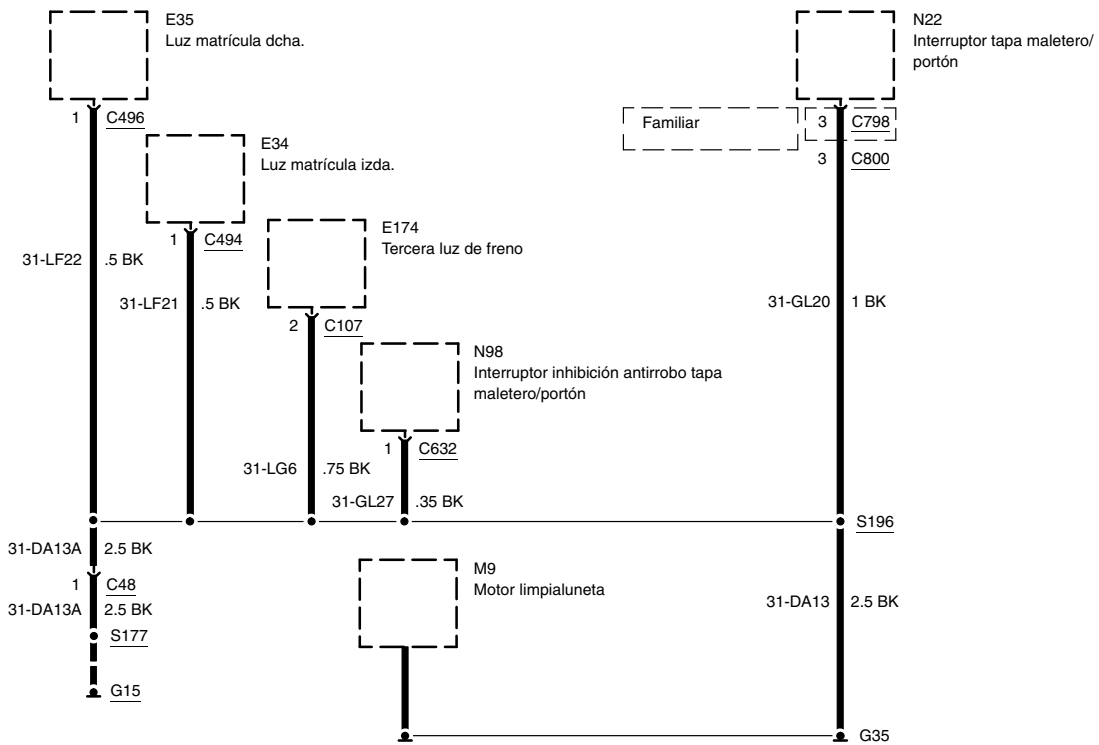 E35
Luz matrícula dcha.
N22
Interruptor tapa maletero/
portón
1 C496
Familiar
3 C798
3 C800
E34
Luz matrícula izda.
1 C494
E174
Tercera luz de freno
31-LF22 .5 BK
31-LF21 .5 BK
31-GL20 1 BK
2 C107
N98
Interruptor inhibición antirrobo tapa
maletero/portón
1 C632
31-LG6 .75 BK
31-GL27 .35 BK
S196
31-DA13A 2.5 BK
M9
Motor limpialuneta
1 C48
31-DA13A 2.5 BK
31-DA13 2.5 BK
S177
G15
G35